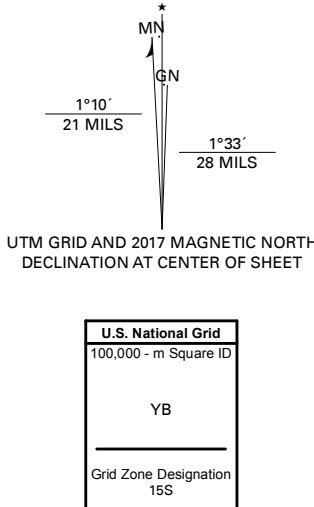 MN
GN
1°10´
21 MILS
1°33´
28 MILS
UTM GRID AND 2017 MAGNETIC NORTH
DECLINATION AT CENTER OF SHEET
U.S. National Grid
100,000 - m Square ID
YB
Grid Zone Designation
15S